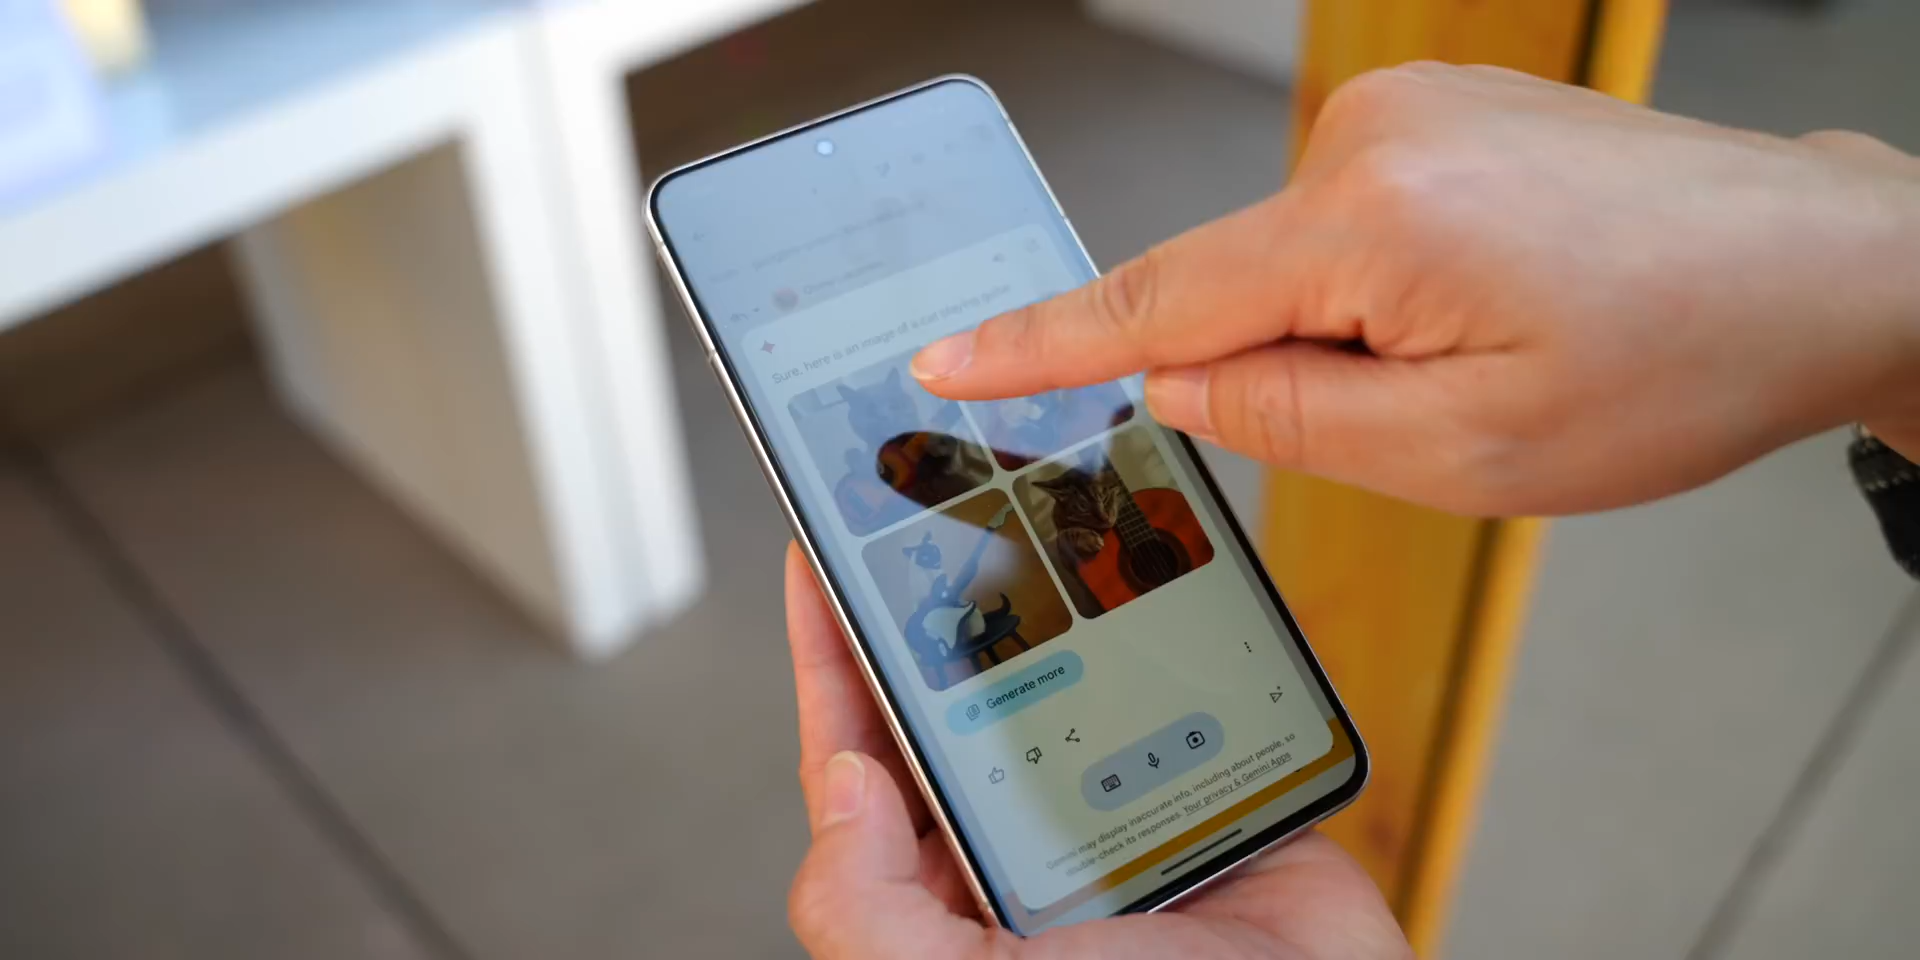 Sure, here is an image of a cat playing guitar
Generate more
Gemini may display inaccurate info, including about people, so
double-check its responses. Your privacy & Gemini Apps